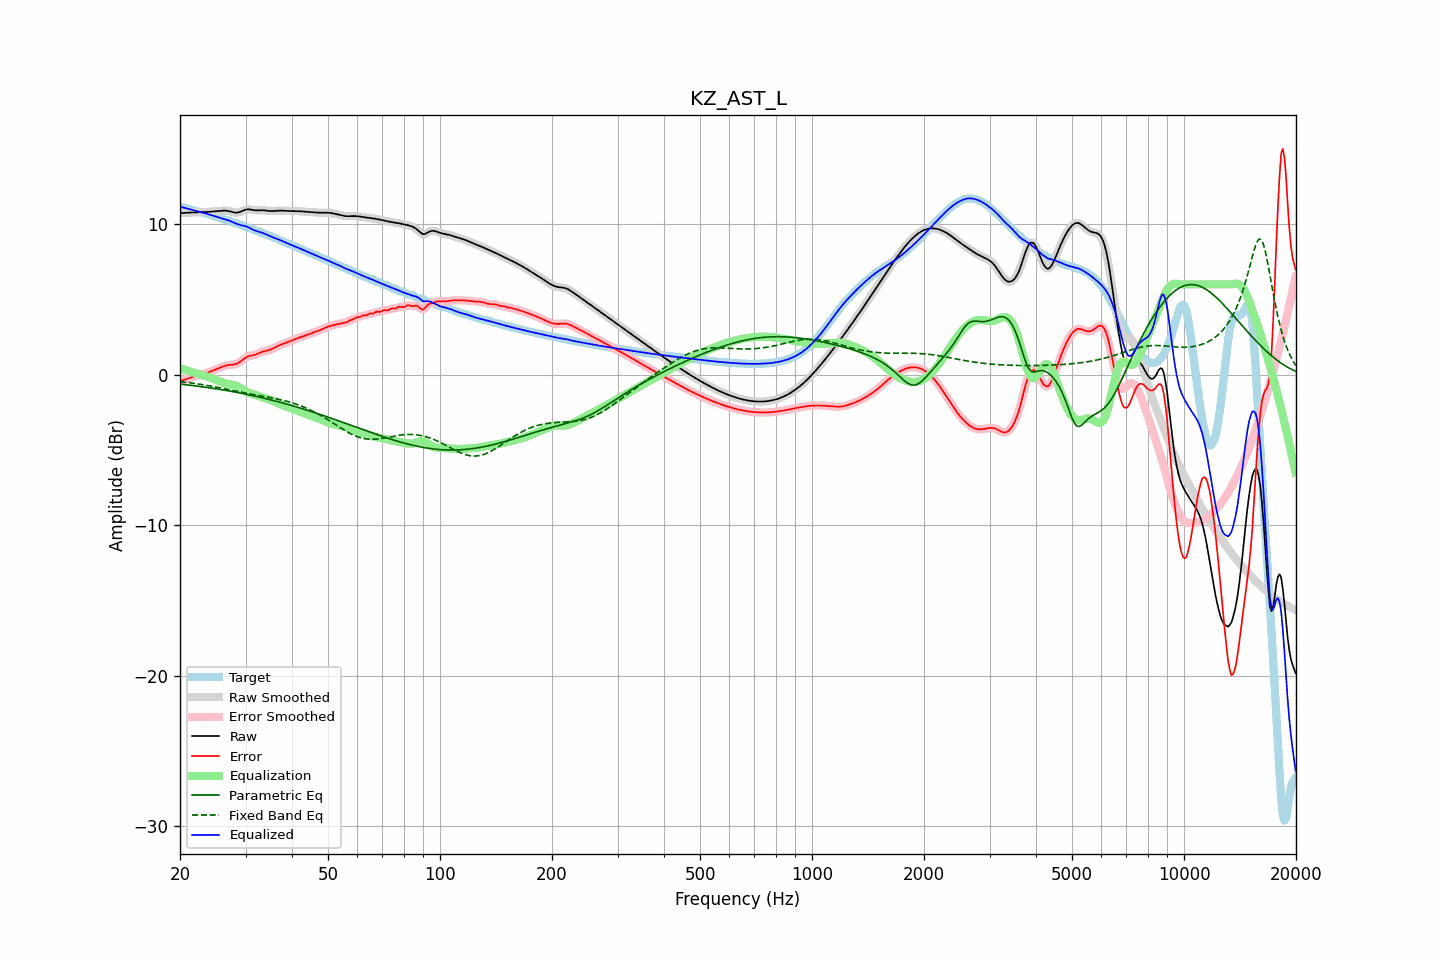 KZ_AST_L
Amplitude (dBr)
10
0
−10
−20
−30
Target
Raw Smoothed
Error Smoothed
Raw
Error
Equalization
Parametric Eq
Fixed Band Eq
Equalized
20 50 100 200 500 1000 2000 5000 10000 20000
Frequency (Hz)